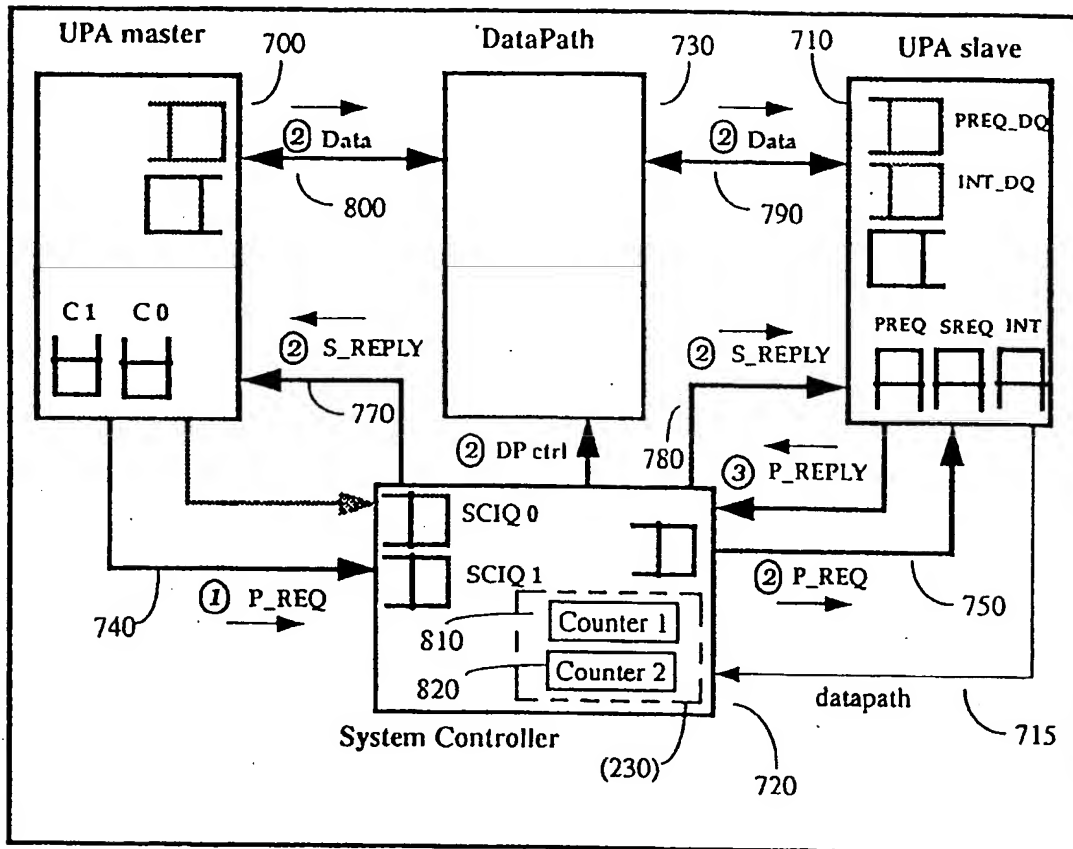 UPA master
700
DataPath
730
710
UPA slave
② Data
800
② Data
790
PREQ_DQ
INT_DQ
C 1
C 0
② S_REPLY
770
② DP ctrl
② S_REPLY
780
PREQ
SREQ
INT
③ P_REPLY
SCIQ 0
SCIQ 1
① P_REQ
740
② P_REQ
750
810
Counter 1
820
Counter 2
datapath
715
System Controller
(230)
720